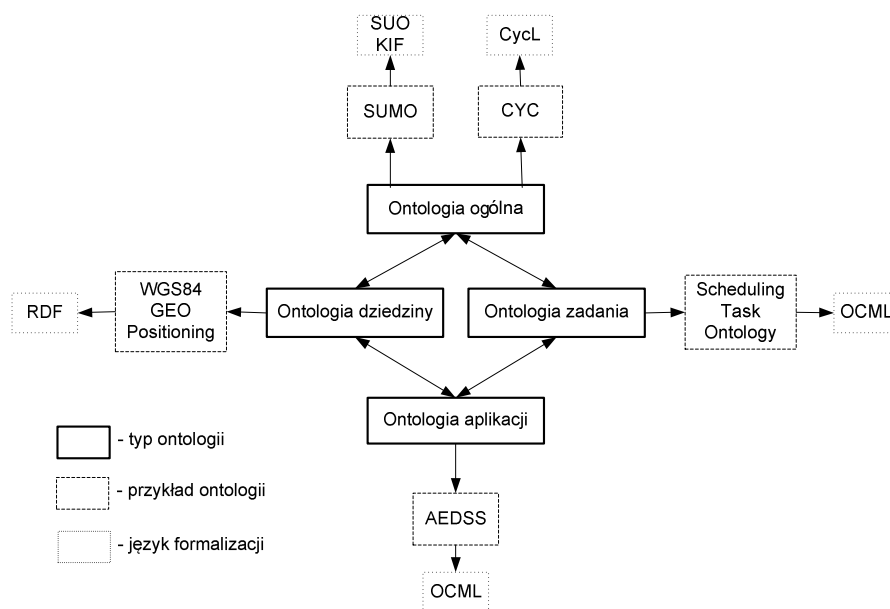 SUO
KIF
CycL
SUMO
CYC
Ontologia ogólna
RDF
WGS84
GEO
Positioning
Ontologia dziedziny
Ontologia zadania
Scheduling
Task
Ontology
OCML
Ontologia aplikacji
- typ ontologii
- przykład ontologii
- język formalizacji
AEDSS
OCML